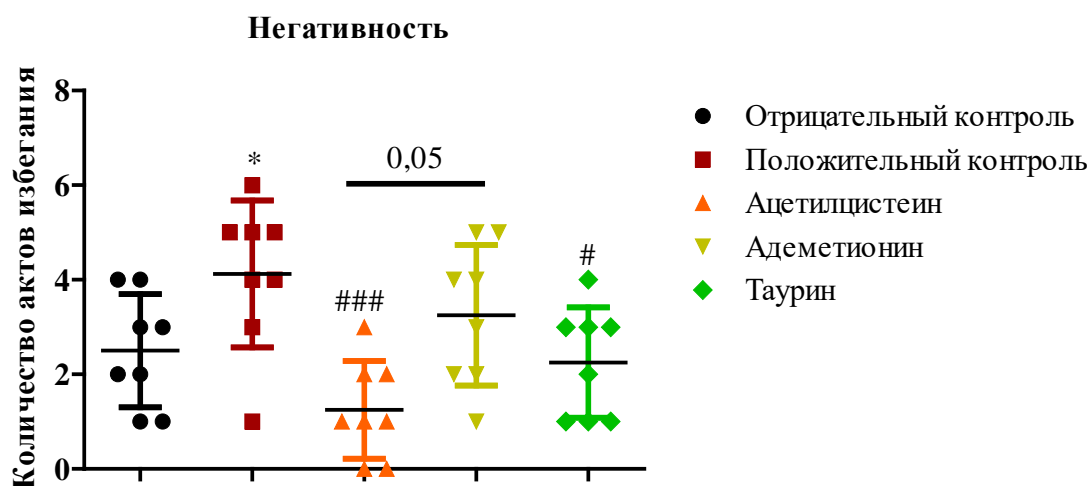 Негативность
Количество актов избегания
8
6
4
2
0
*
###
0,05
#
Отрицательный контроль
Положительный контроль
Ацетилцистеин
Адеметионин
Таурин